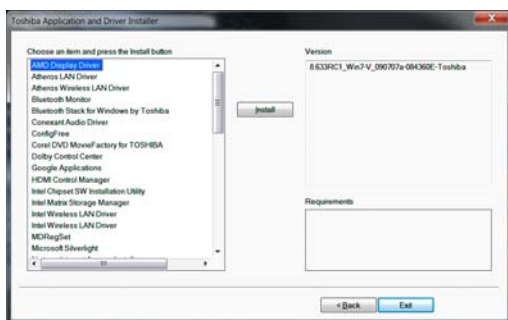 Toshiba Application and Driver Installer
Choose an item and press the Install button
AMD Display Driver
Atheros LAN Driver
Atheros Wireless LAN Driver
Bluetooth Monitor
Bluetooth Stack for Windows by Toshiba
Conexant Audio Driver
ConfigFree
Corel DVD MovieFactory for TOSHIBA
Dolby Control Center
Google Applications
HDMI Control Manager
Intel Chipset SW Installation Utility
Intel Matrix Storage Manager
Intel Wireless LAN Driver
Intel Wireless LAN Driver
MDRegSet
Microsoft Silverlight
Install
Version
8.633RC1_Win7-V_090707a-084360E-Toshiba
Requirements
< Back
Exit